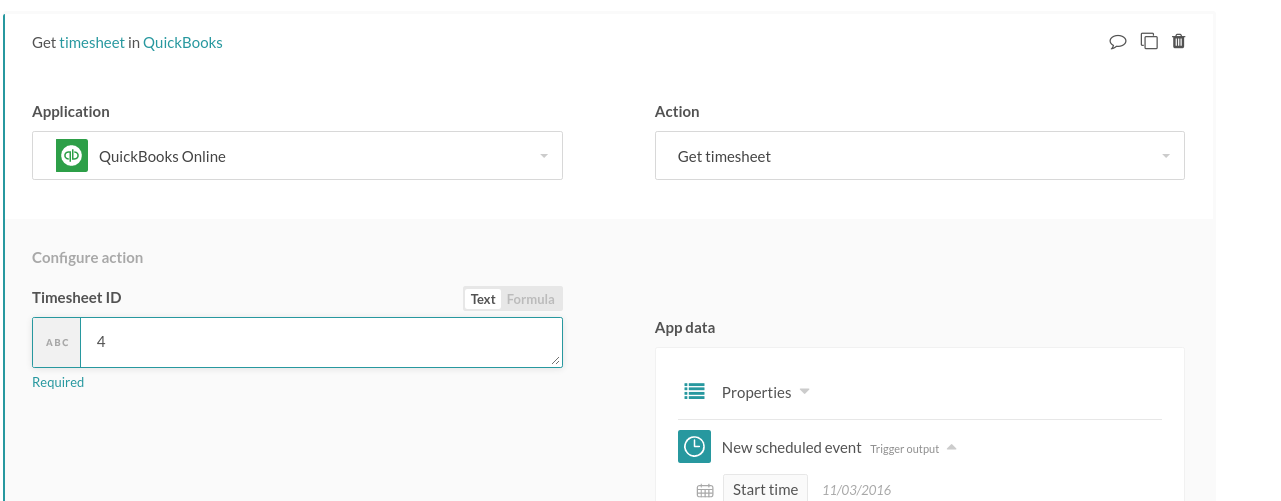 Get timesheet in QuickBooks
Application
Action
qb QuickBooks Online
Get timesheet
Configure action
Timesheet ID
Text Formula
ABC 4
Required
App data
Properties
New scheduled event Trigger output
Start time 11/03/2016